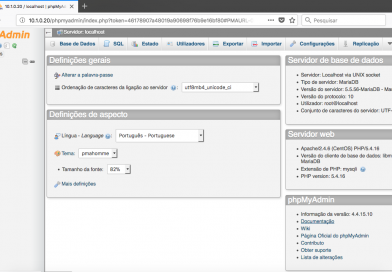 10.1.0.20 / localhost / phpMy
10.1.0.20/phpmyadmin/index.php?token=
Pesquisar
Admin
Servidor: localhost
Base de Dados
SQL
Estado
Utilizadores
Exportar
Importar
Configurações
Replicação
Definições gerais
Alterar a palavra-passe
Ordenação de caracteres da ligação ao servidor
utf8mb4_unicode_ci
Definições de aspecto
Língua - Language
Português - Portuguese
Tema:
pmahomme
Tamanho da fonte:
82%
Mais definições
Servidor de base de dados
Servidor: Localhost via UNIX socket
Tipo de servidor: MariaDB
Versão do servidor: 5.5.56-MariaDB - Mar
Versão do protocolo: 10
Utilizador: root@localhost
Conjunto de caracteres do servidor: UTF-
Servidor web
Apache/2.4.6 (CentOS) PHP/5.4.16
Versão do cliente de base de dados: libm
Extensão de PHP: mysqli
PHP version: 5.4.16
phpMyAdmin
Informação da versão: 4.4.15.10
Documentação
Wiki
Página Oficial do phpMyAdmin
Contributo
Obter suporte
Lista de alterações